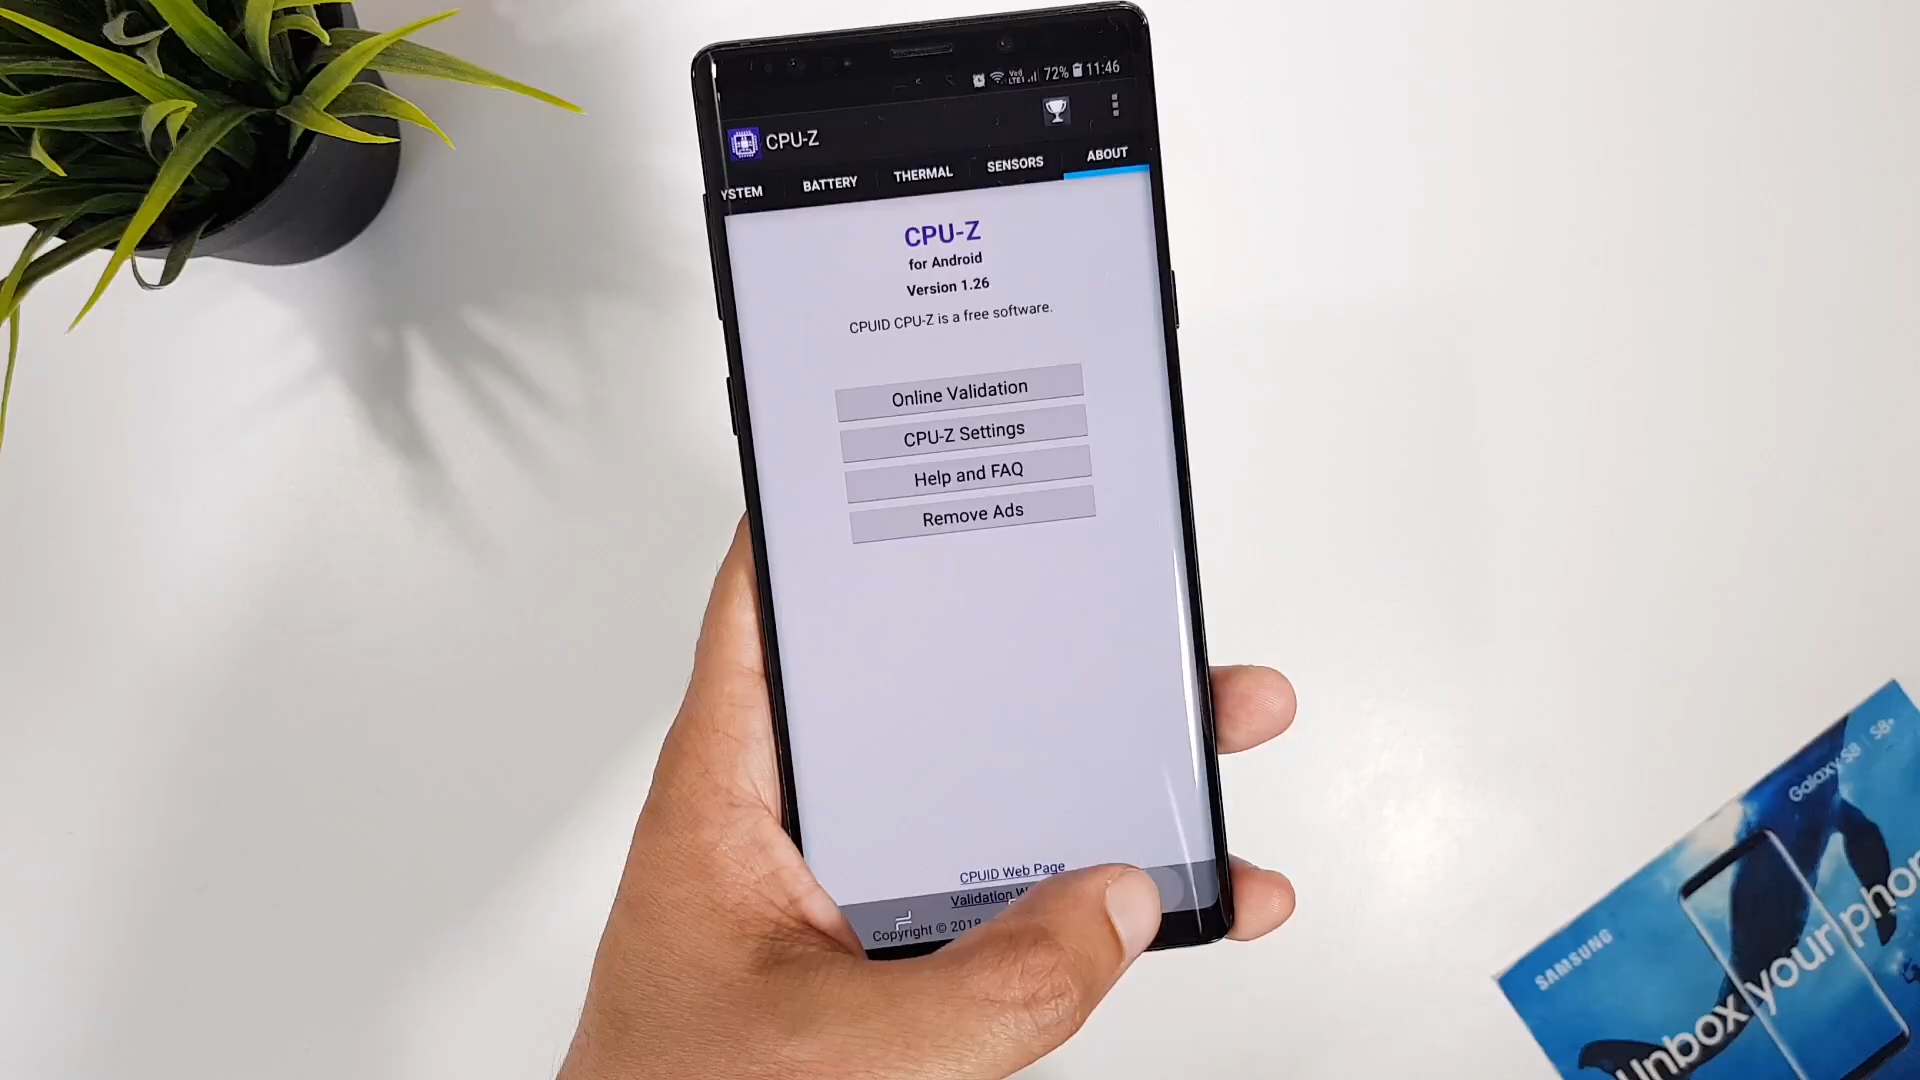 72% 11:46
CPU-Z
YSTEM BATTERY THERMAL SENSORS ABOUT
CPU-Z
for Android
Version 1.26
CPUID CPU-Z is a free software.
Online Validation
CPU-Z Settings
Help and FAQ
Remove Ads
CPUID Web Page
Validation
Copyright © 2018
Galaxy S8 | S8+
SAMSUNG
Unbox your phone